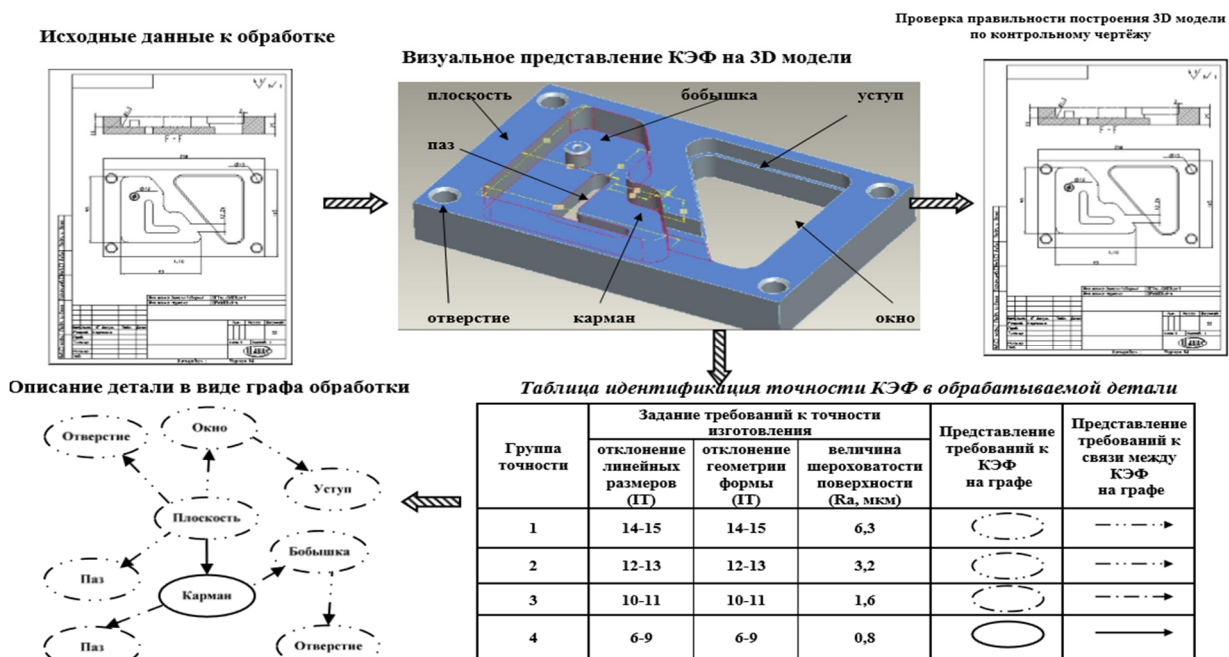 Исходные данные к обработке
Визуальное представление КЭФ на 3D модели
Проверка правильности построения 3D модели
по контрольному чертёжу
F - F
плоскость
бобышка
уступ
паз
отверстие
карман
окно
Описание детали в виде графа обработки
Отверстие
Окно
Уступ
Плоскость
Бобышка
Паз
Карман
Паз
Отверстие
Таблица идентификация точности КЭФ в обрабатываемой детали
Группа
точности
Задание требований к точности
изготовления
отклонение
линейных
размеров
(IT)
отклонение
геометрии
формы
(IT)
величина
шероховатости
поверхности
(Ra, мкм)
Представление
требований к
КЭФ
на графе
Представление
требований к
связи между
КЭФ
на графе
1 14-15 14-15 6,3
2 12-13 12-13 3,2
3 10-11 10-11 1,6
4 6-9 6-9 0,8